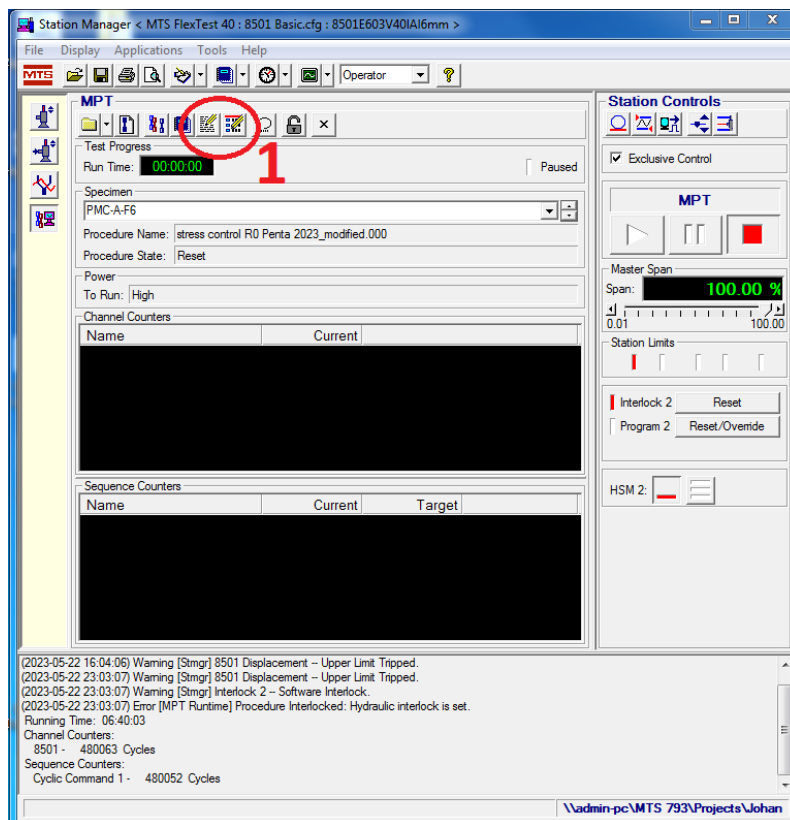 Station Manager < MTS FlexTest 40 : 8501 Basic.cfg : 8501E603V40IAI6mm >
File Display Applications Tools Help
MTS Operator
MPT
1
Test Progress
Run Time: 00:00:00 Paused
Specimen
PMC-A-F6
Procedure Name: stress control R0 Penta 2023_modified.000
Procedure State: Reset
Power
To Run: High
Channel Counters
Name Current
Sequence Counters
Name Current Target
Station Controls
Exclusive Control
MPT
Master Span
Span: 100.00 %
0.01 100.00
Station Limits
Interlock 2 Reset
Program 2 Reset/Override
HSM 2:
(2023-05-22 16:04:06) Warning [Stmgr] 8501 Displacement -- Upper Limit Tripped.
(2023-05-22 23:03:07) Warning [Stmgr] 8501 Displacement -- Upper Limit Tripped.
(2023-05-22 23:03:07) Warning [Stmgr] Interlock 2 -- Software Interlock.
(2023-05-22 23:03:07) Error [MPT Runtime] Procedure Interlocked: Hydraulic interlock is set.
Running Time: 06:40:03
Channel Counters:
8501 - 480063 Cycles
Sequence Counters:
Cyclic Command 1 - 480052 Cycles
\\admin-pc\MTS 793\Projects\Johan